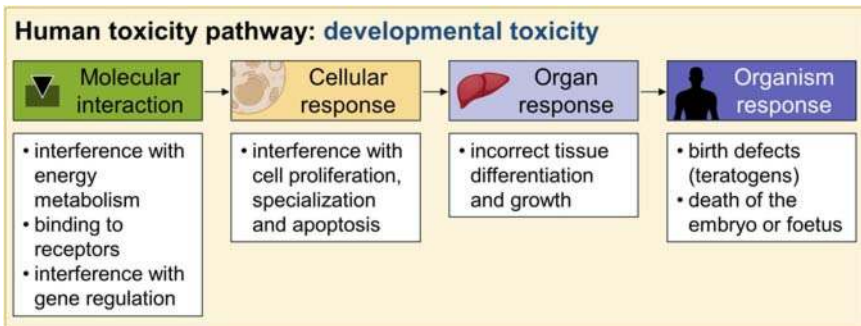 Human toxicity pathway: developmental toxicity
Molecular
interaction
Cellular
response
Organ
response
Organism
response
• interference with
energy
metabolism
• binding to
receptors
• interference with
gene regulation
• interference with
cell proliferation,
specialization
and apoptosis
• incorrect tissue
differentiation
and growth
• birth defects
(teratogens)
• death of the
embryo or foetus